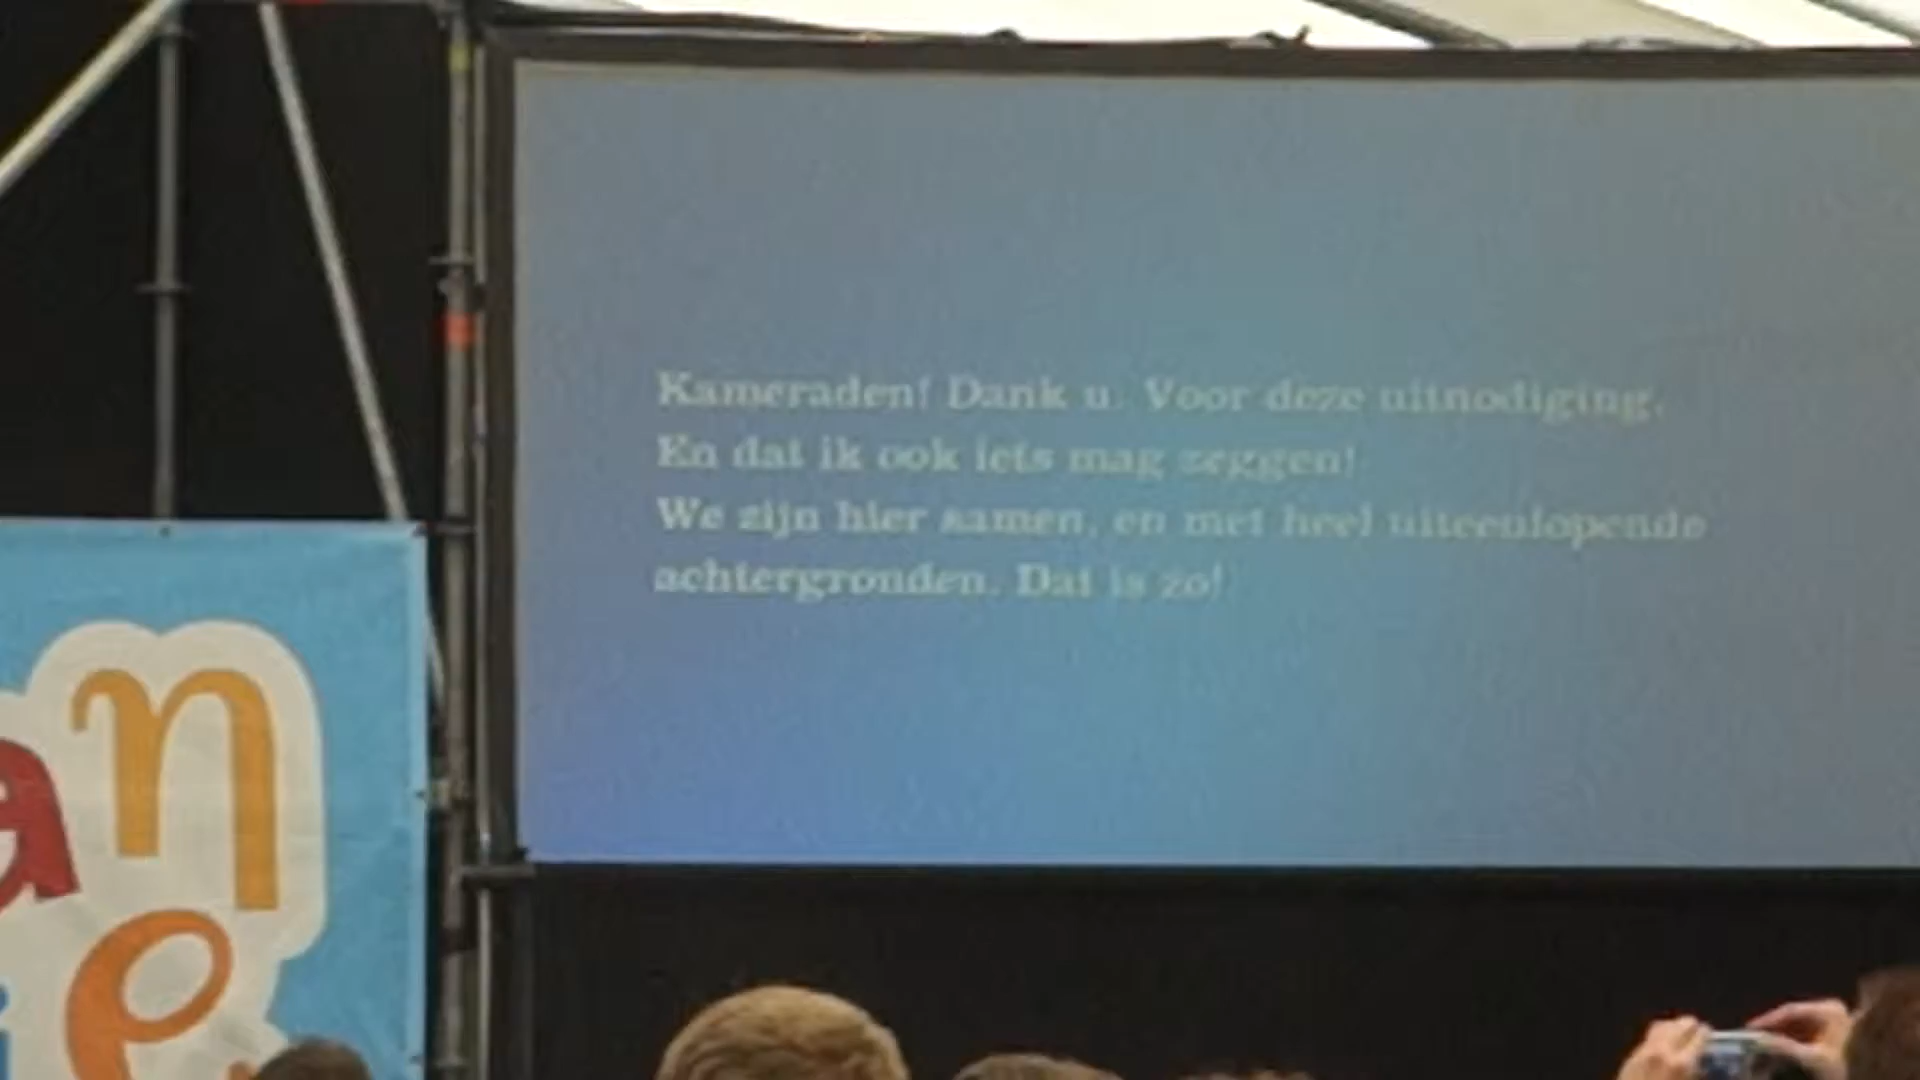 Kameraden! Dank u. Voor deze uitnodiging.
En dat ik ook iets mag zeggen!
We zijn hier samen, en met heel uiteenlopende
achtergronden. Dat is zo!
an
e